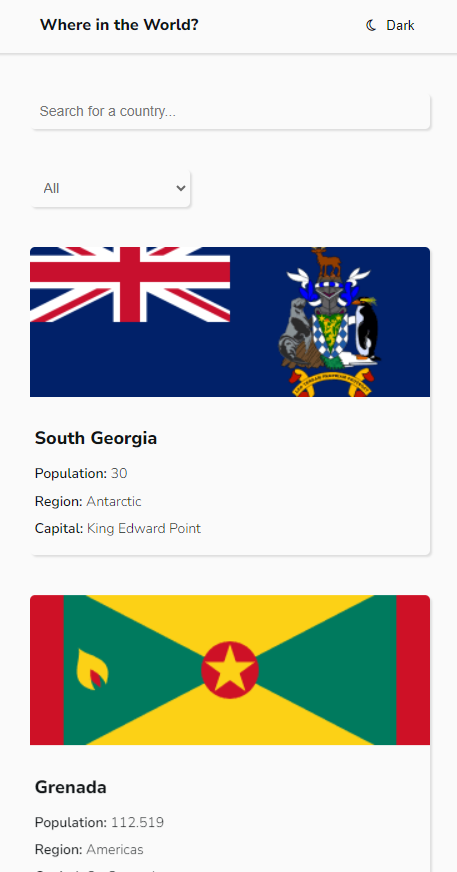 Where in the World?
Dark
Search for a country...
All
South Georgia
Population: 30
Region: Antarctic
Capital: King Edward Point
Grenada
Population: 112.519
Region: Americas